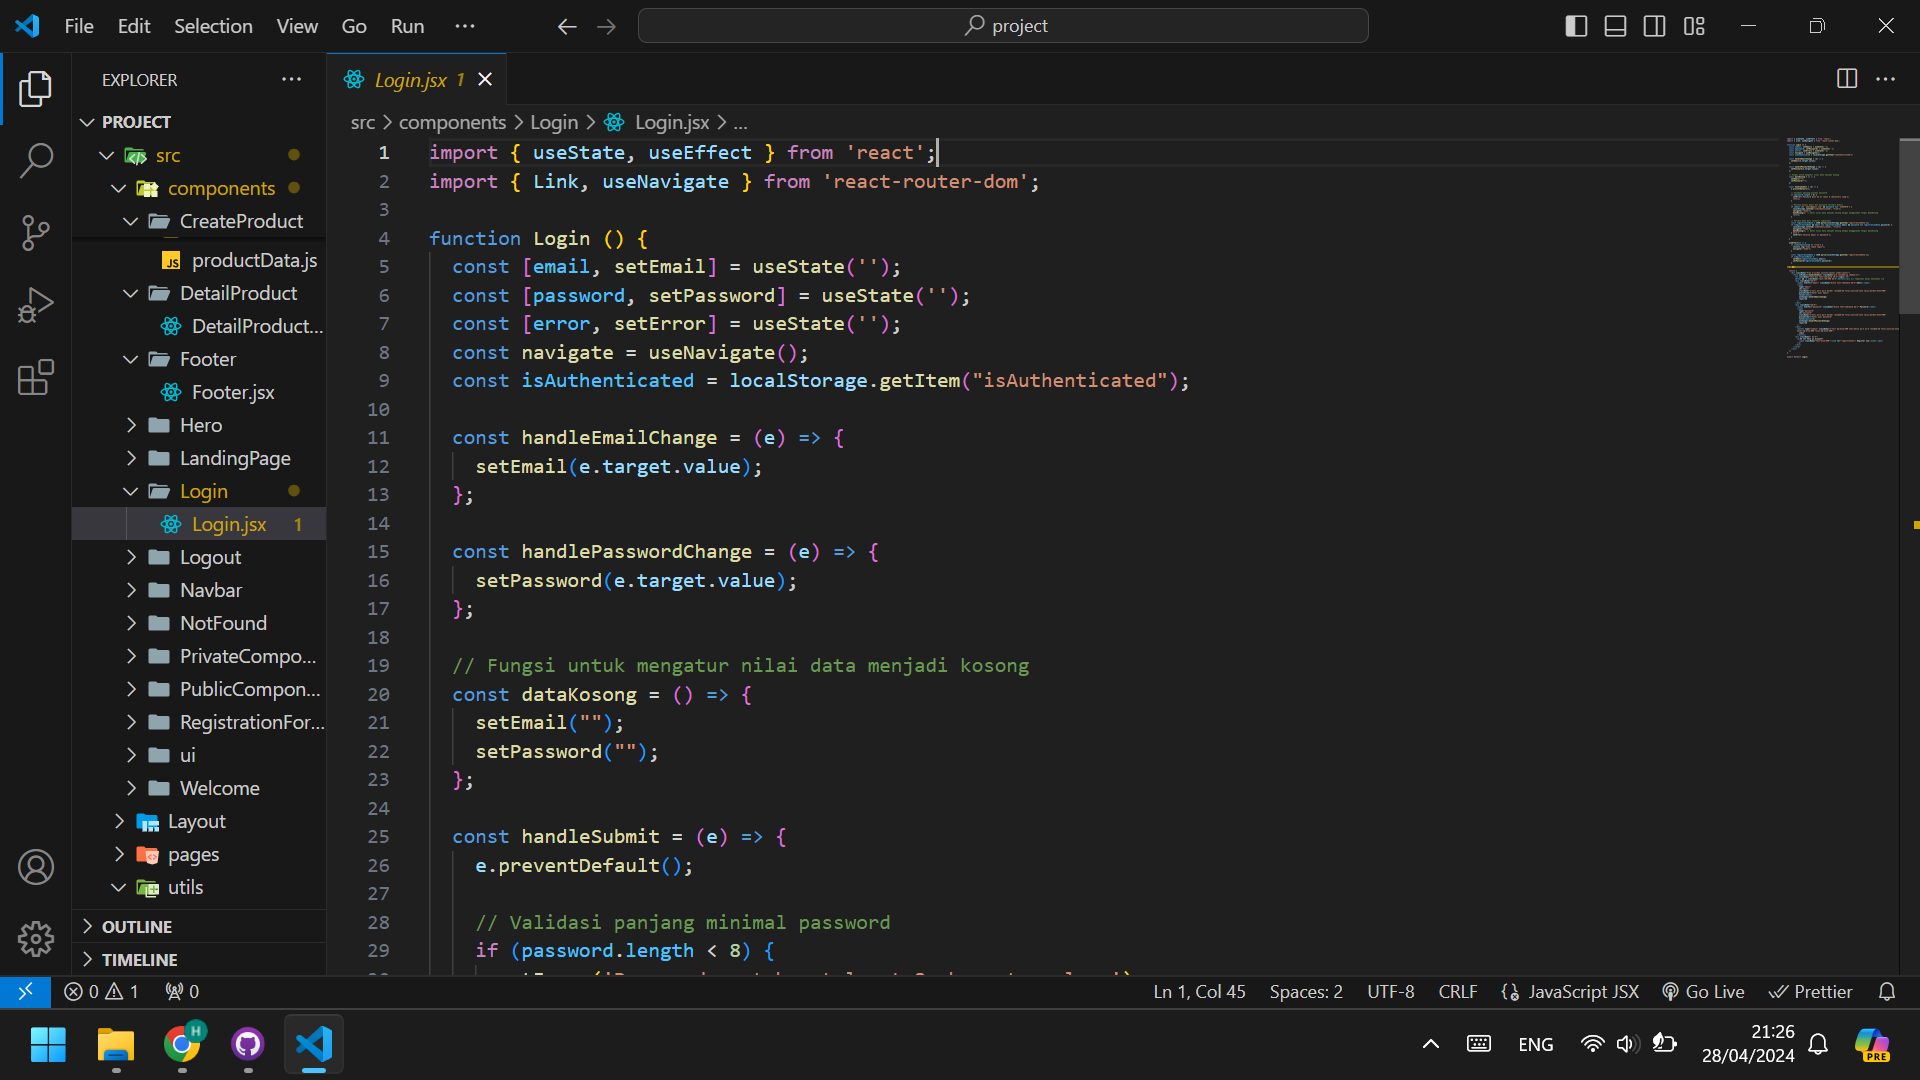 File Edit Selection View Go Run ...
project
EXPLORER
PROJECT
src
components
CreateProduct
productData.js
DetailProduct
DetailProduct...
Footer
Footer.jsx
Hero
LandingPage
Login
Login.jsx 1
Logout
Navbar
NotFound
PrivateCompo...
PublicCompon...
RegistrationFor...
ui
Welcome
Layout
pages
utils
OUTLINE
TIMELINE
Login.jsx 1
src > components > Login > Login.jsx > ...
1 import { useState, useEffect } from 'react';
2 import { Link, useNavigate } from 'react-router-dom';
3
4 function Login () {
5 const [email, setEmail] = useState('');
6 const [password, setPassword] = useState('');
7 const [error, setError] = useState('');
8 const navigate = useNavigate();
9 const isAuthenticated = localStorage.getItem("isAuthenticated");
10
11 const handleEmailChange = (e) => {
12 setEmail(e.target.value);
13 };
14
15 const handlePasswordChange = (e) => {
16 setPassword(e.target.value);
17 };
18
19 // Fungsi untuk mengatur nilai data menjadi kosong
20 const dataKosong = () => {
21 setEmail("");
22 setPassword("");
23 };
24
25 const handleSubmit = (e) => {
26 e.preventDefault();
27
28 // Validasi panjang minimal password
29 if (password.length < 8) {
0 1 0 Ln 1, Col 45 Spaces: 2 UTF-8 CRLF JavaScript JSX Go Live Prettier
H
ENG
21:26
28/04/2024
PRE